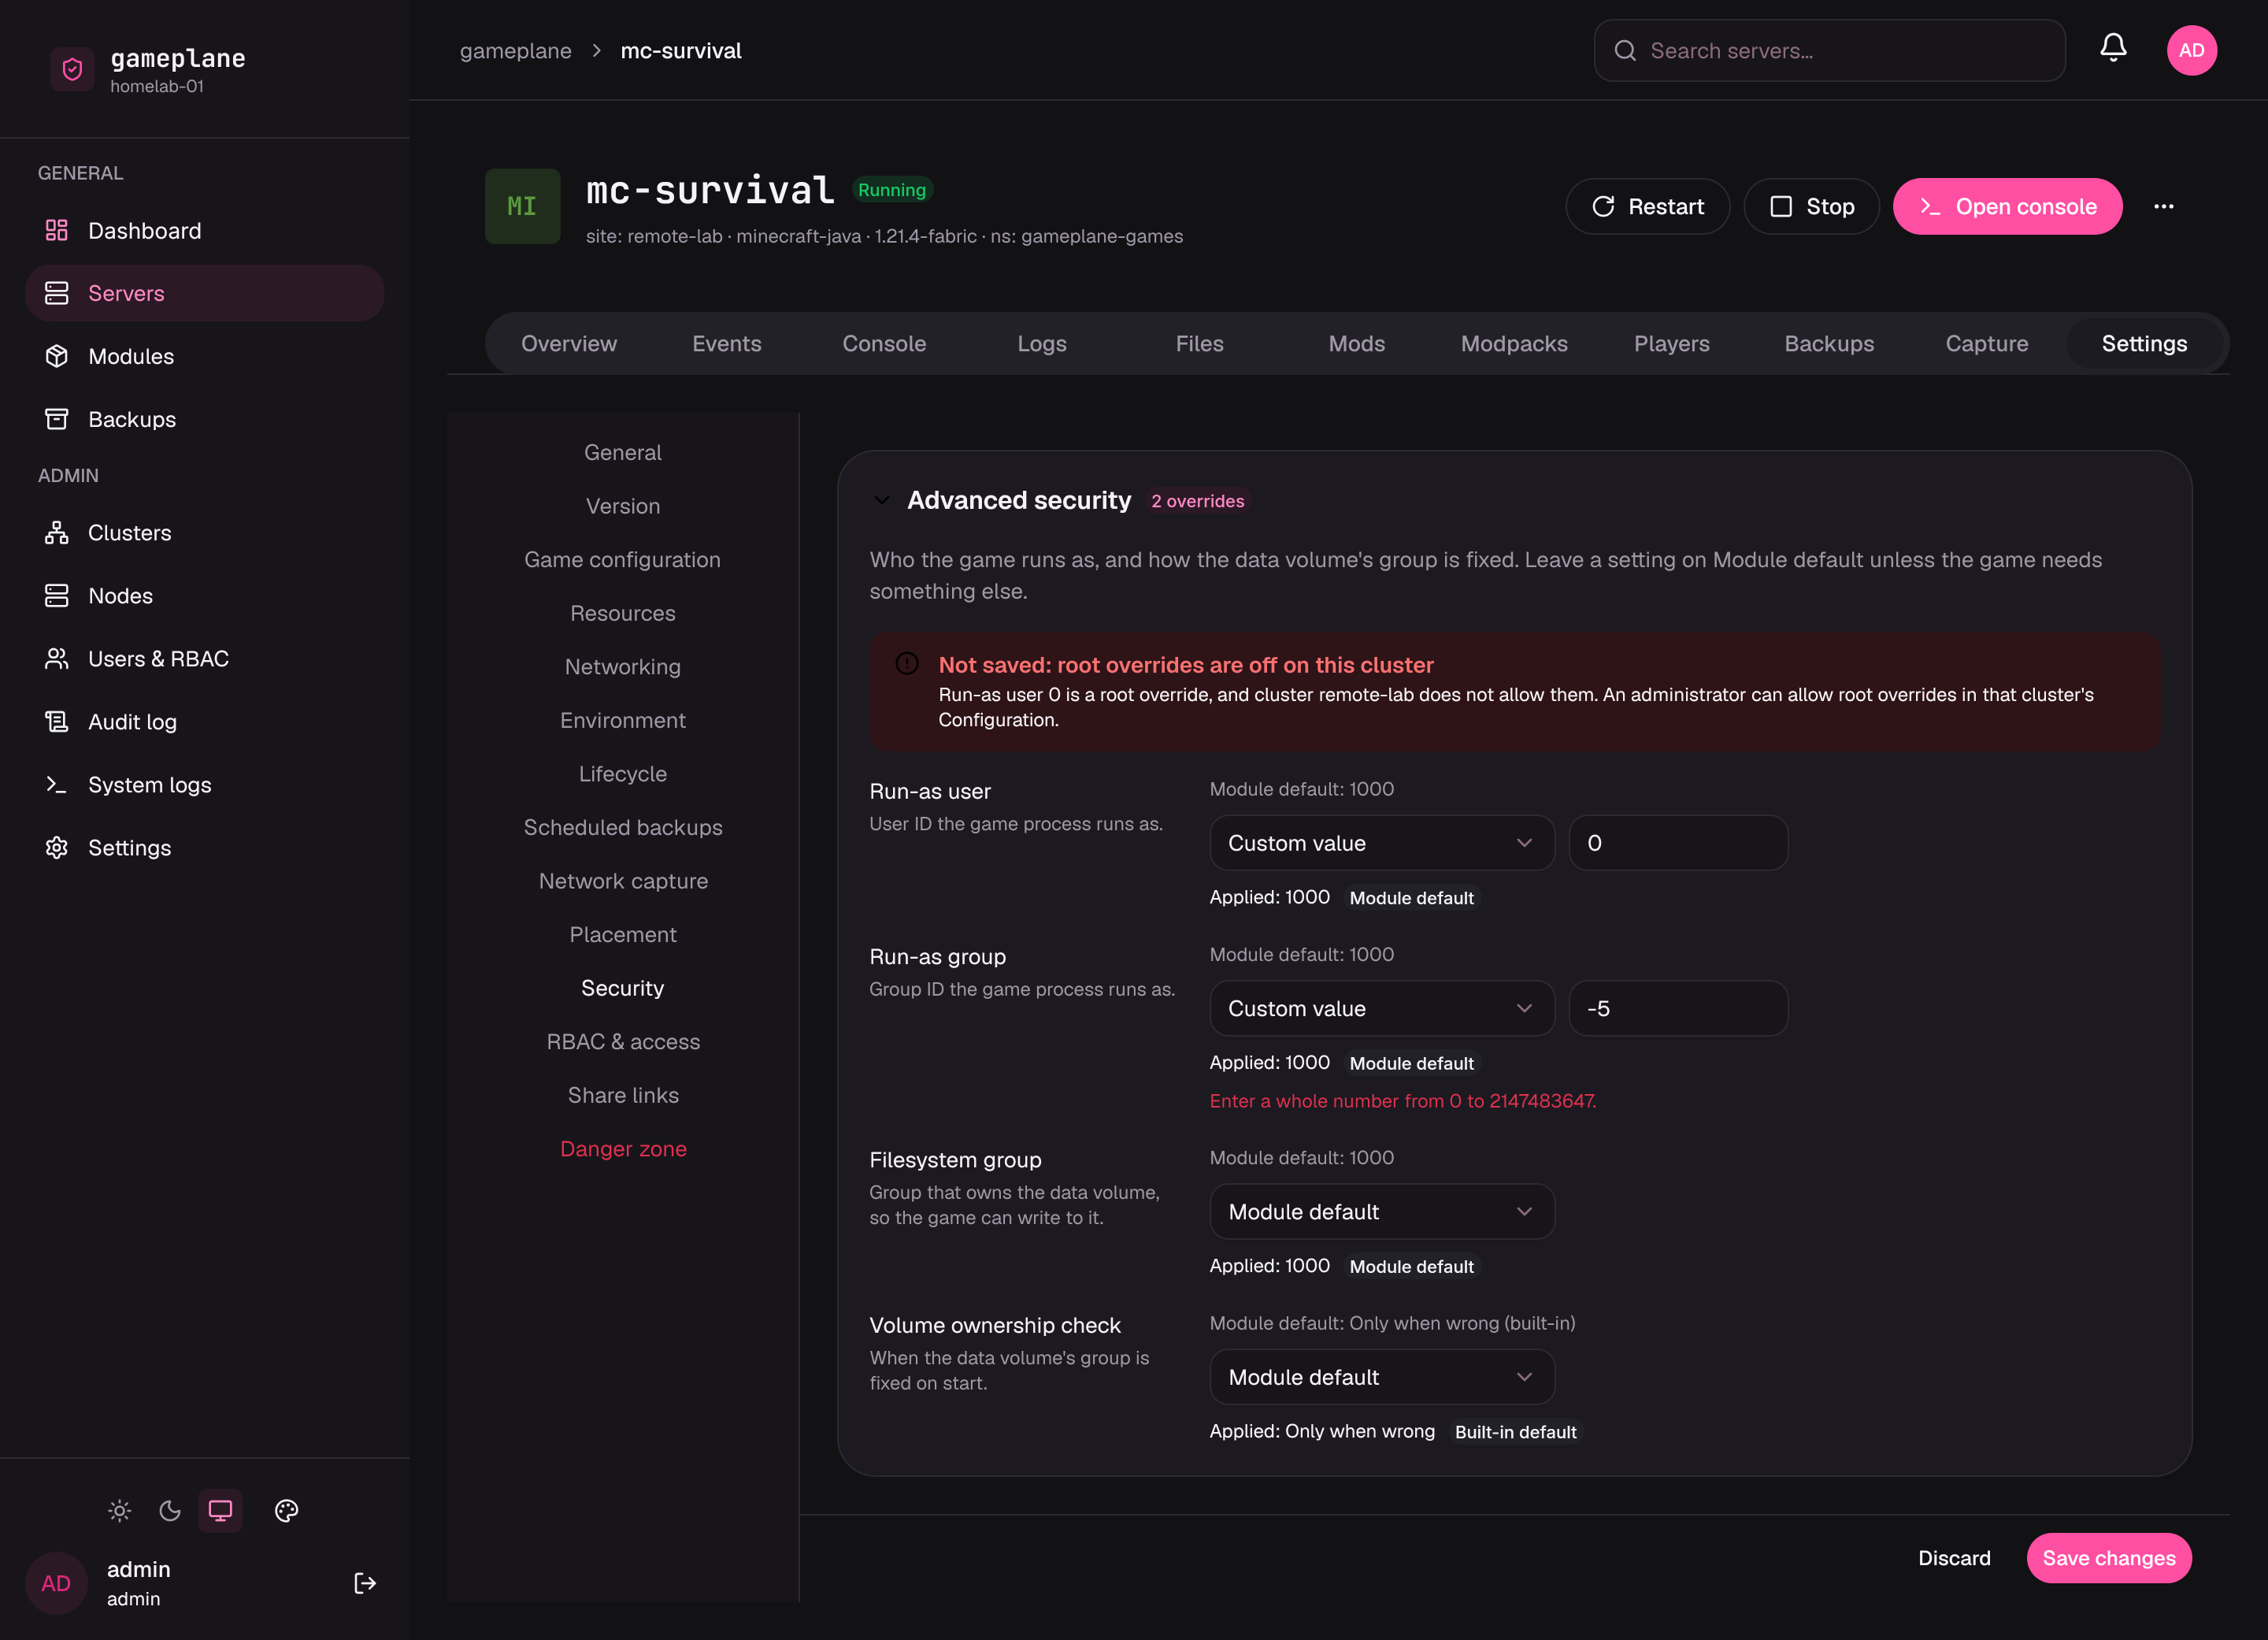 gameplane
homelab-01
GENERAL
Dashboard
Servers
Modules
Backups
ADMIN
Clusters
Nodes
Users & RBAC
Audit log
System logs
Settings
AD
admin
admin
gameplane > mc-survival
Search servers...
AD
MI
mc-survival
Running
site: remote-lab · minecraft-java · 1.21.4-fabric · ns: gameplane-games
Restart
Stop
Open console
Overview
Events
Console
Logs
Files
Mods
Modpacks
Players
Backups
Capture
Settings
General
Version
Game configuration
Resources
Networking
Environment
Lifecycle
Scheduled backups
Network capture
Placement
Security
RBAC & access
Share links
Danger zone
Advanced security
2 overrides
Who the game runs as, and how the data volume's group is fixed. Leave a setting on Module default unless the game needs
something else.
Not saved: root overrides are off on this cluster
Run-as user 0 is a root override, and cluster remote-lab does not allow them. An administrator can allow root overrides in that cluster's
Configuration.
Run-as user
User ID the game process runs as.
Module default: 1000
Custom value
0
Applied: 1000
Module default
Run-as group
Group ID the game process runs as.
Module default: 1000
Custom value
-5
Applied: 1000
Module default
Enter a whole number from 0 to 2147483647.
Filesystem group
Group that owns the data volume,
so the game can write to it.
Module default: 1000
Module default
Applied: 1000
Module default
Volume ownership check
When the data volume's group is
fixed on start.
Module default: Only when wrong (built-in)
Module default
Applied: Only when wrong
Built-in default
Discard
Save changes